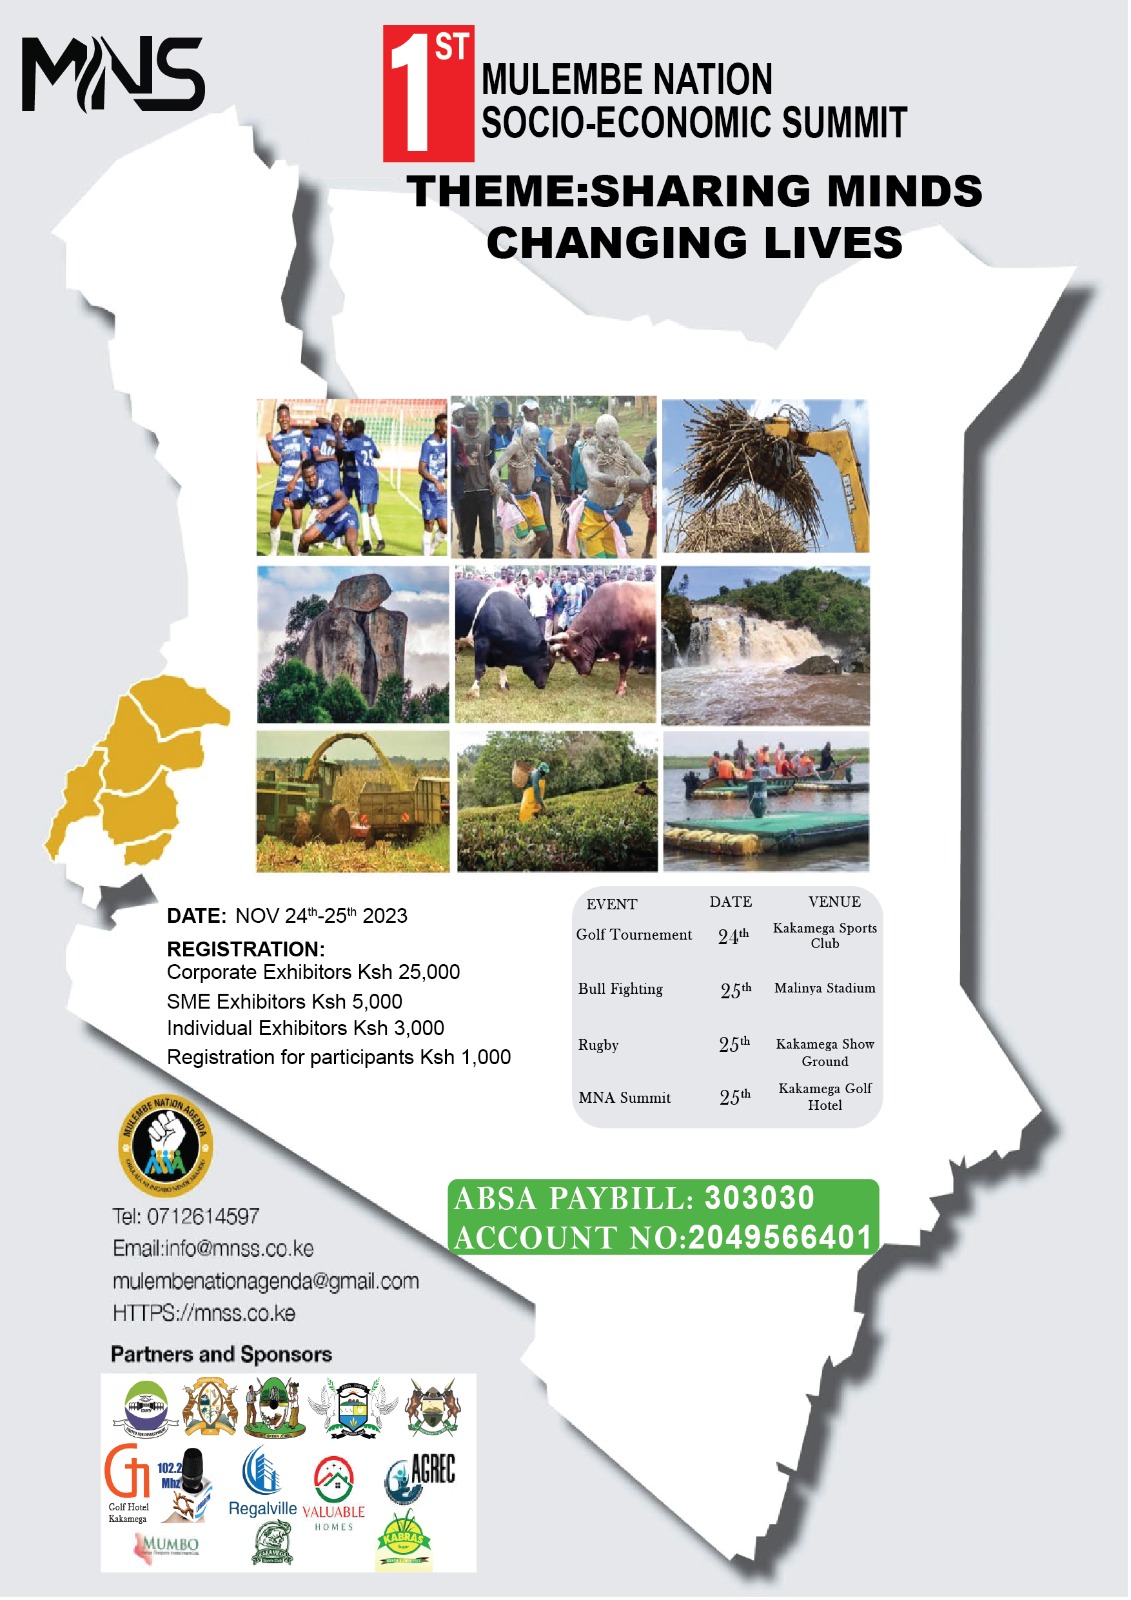 MNS
1ST
MULEMBE NATION
SOCIO-ECONOMIC SUMMIT
THEME:SHARING MINDS
CHANGING LIVES
DATE: NOV 24th-25th 2023
REGISTRATION:
Corporate Exhibitors Ksh 25,000
SME Exhibitors Ksh 5,000
Individual Exhibitors Ksh 3,000
Registration for participants Ksh 1,000
EVENT DATE VENUE
Golf Tournement 24th Kakamega Sports
Club
Bull Fighting 25th Malinya Stadium
Rugby 25th Kakamega Show
Ground
MNA Summit 25th Kakamega Golf
Hotel
ABSA PAYBILL: 303030
ACCOUNT NO:2049566401
MULEMBE NATION AGENDA
Tel: 0712614597
Email:info@mnss.co.ke
mulembenationagenda@gmail.com
HTTPS://mnss.co.ke
Partners and Sponsors
GH
Golf Hotel
Kakamega
102.2
Mhz
Regalville
VALUABLE
HOMES
AGREC
MUMBO
KABRAS